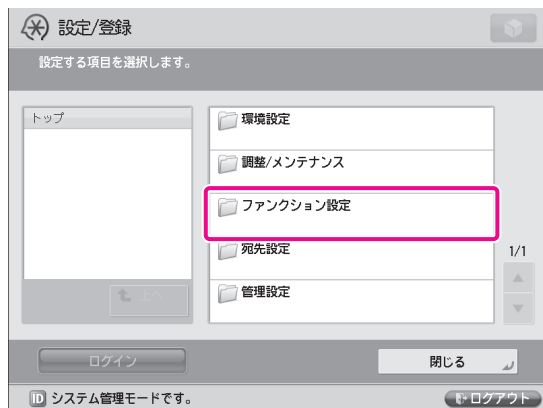 設定/登録
設定する項目を選択します。
トップ
環境設定
調整/メンテナンス
ファンクション設定
宛先設定
管理設定
1/1
上へ
ログイン
閉じる
ID システム管理モードです。
ログアウト